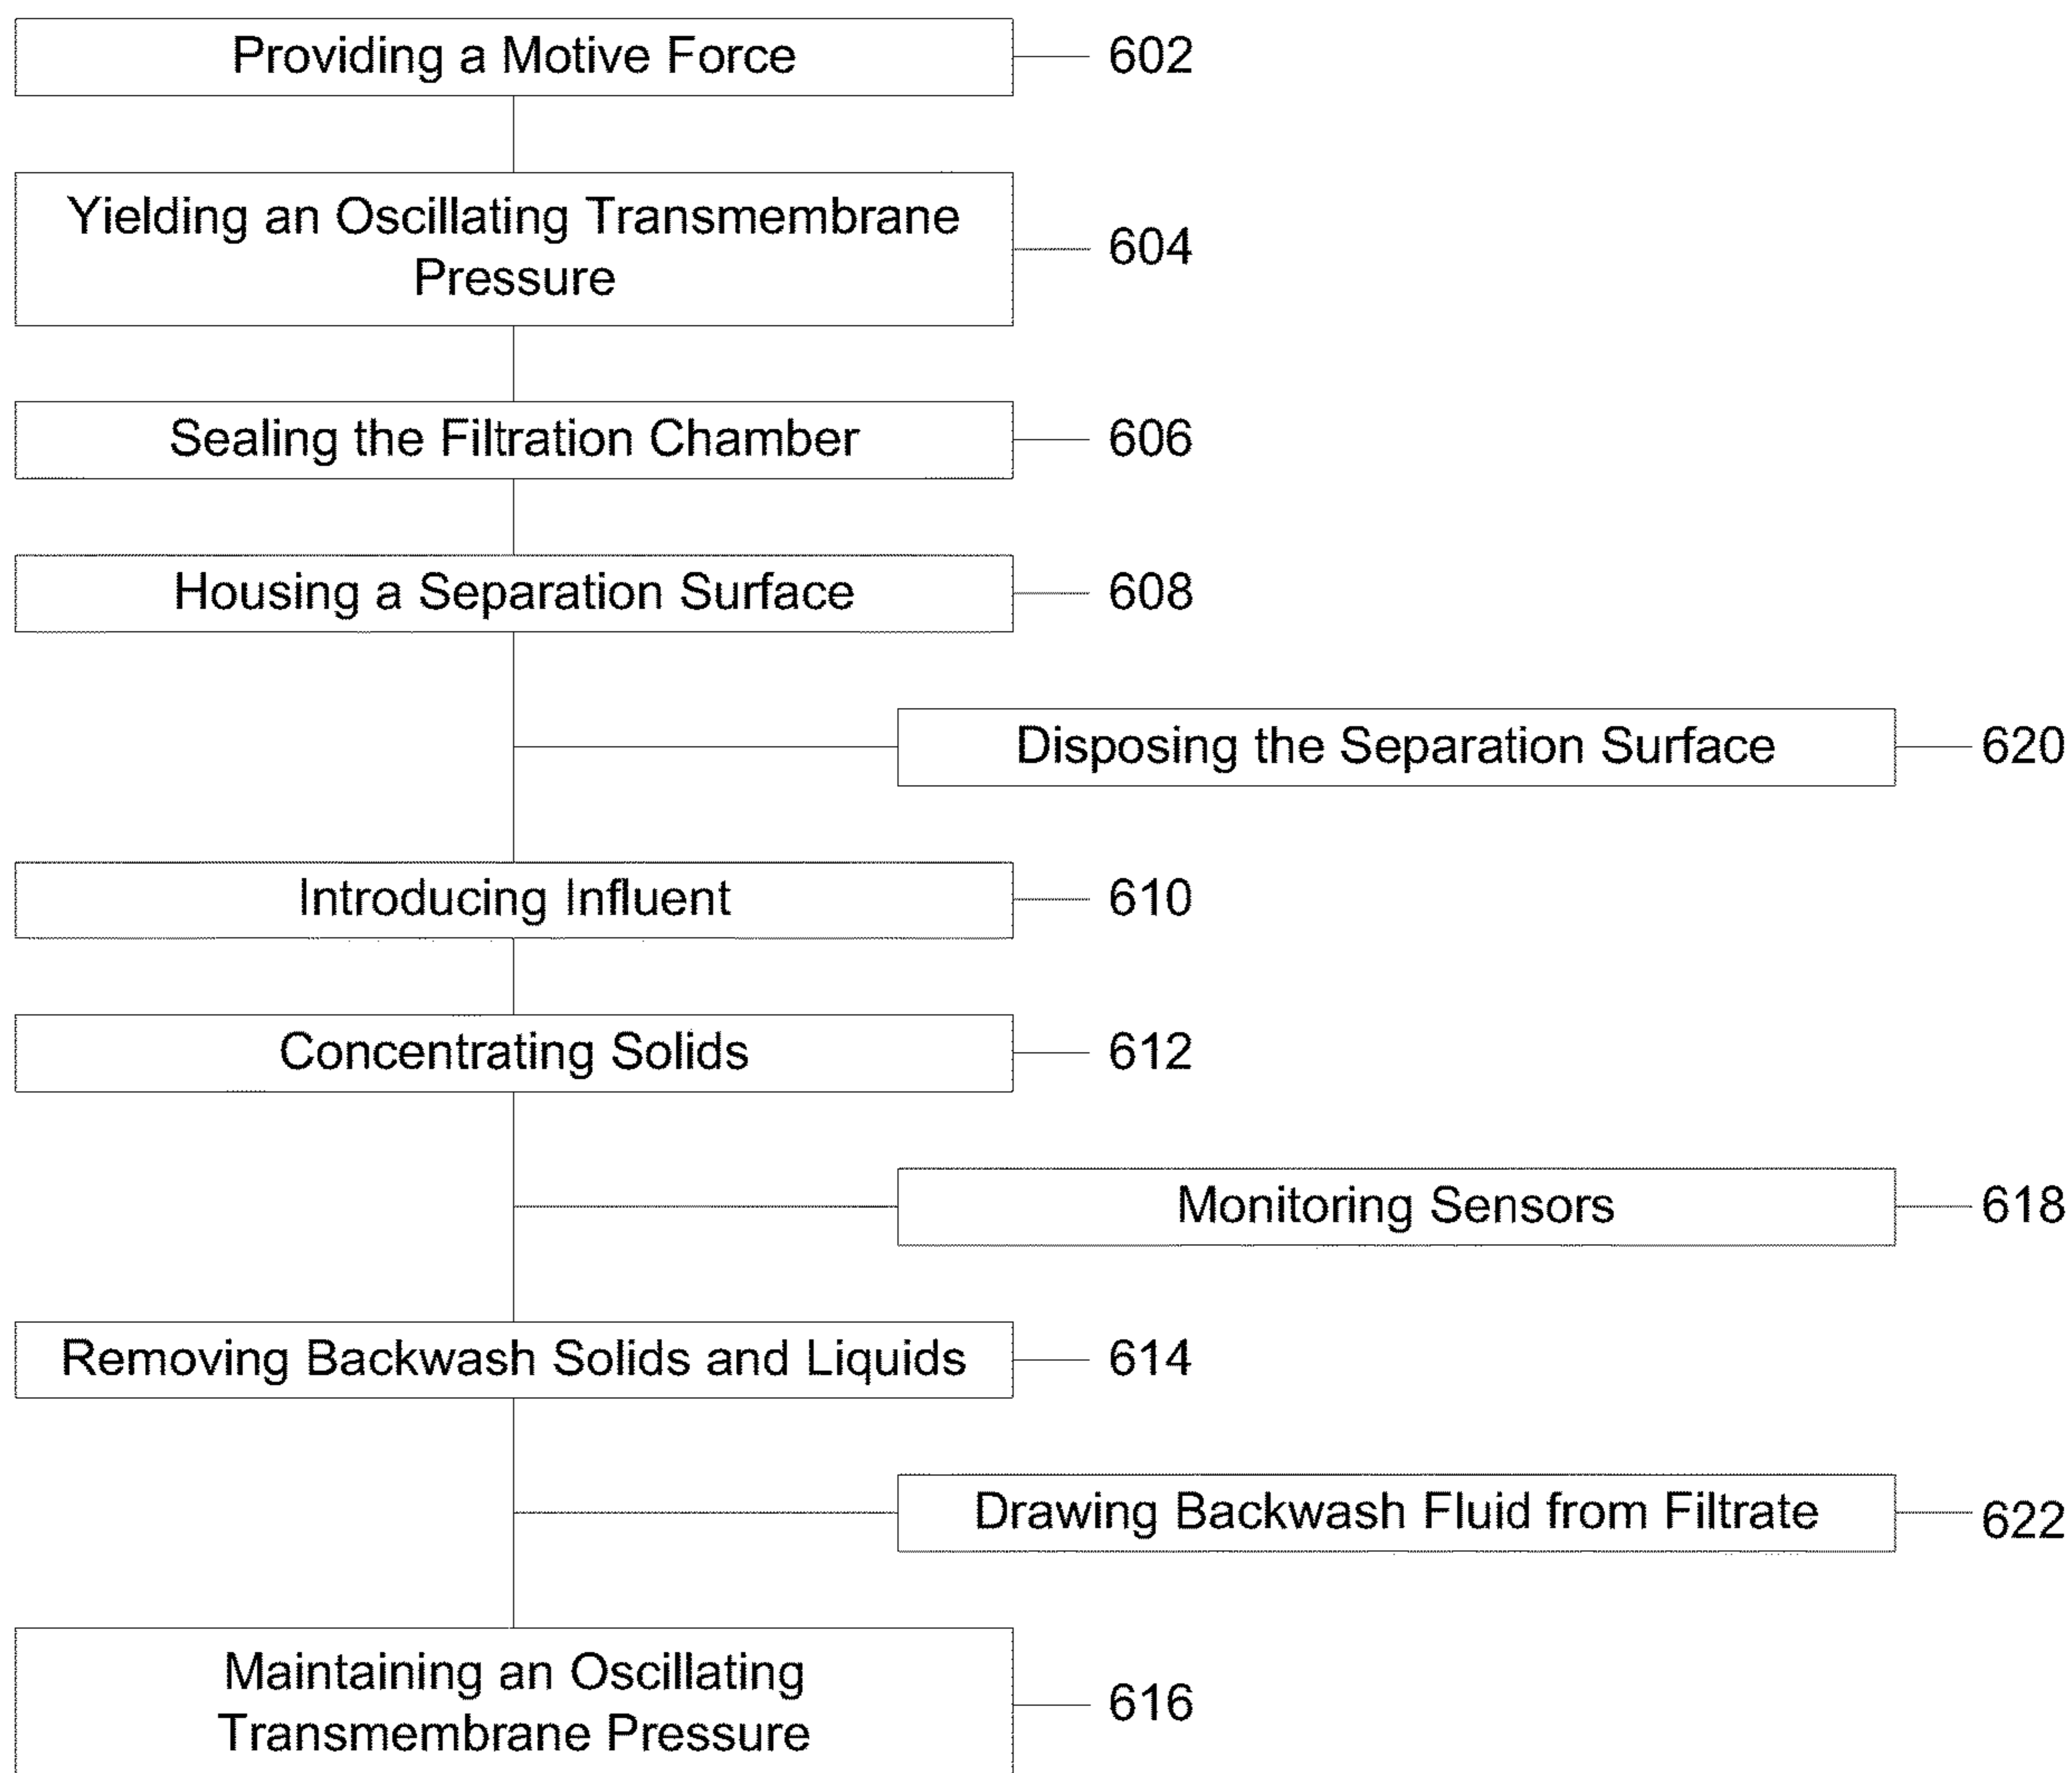 Providing a Motive Force 602
Yielding an Oscillating Transmembrane
Pressure
604
Sealing the Filtration Chamber 606
Housing a Separation Surface 608
Disposing the Separation Surface 620
Introducing Influent 610
Concentrating Solids 612
Monitoring Sensors 618
Removing Backwash Solids and Liquids 614
Drawing Backwash Fluid from Filtrate 622
Maintaining an Oscillating
Transmembrane Pressure
616